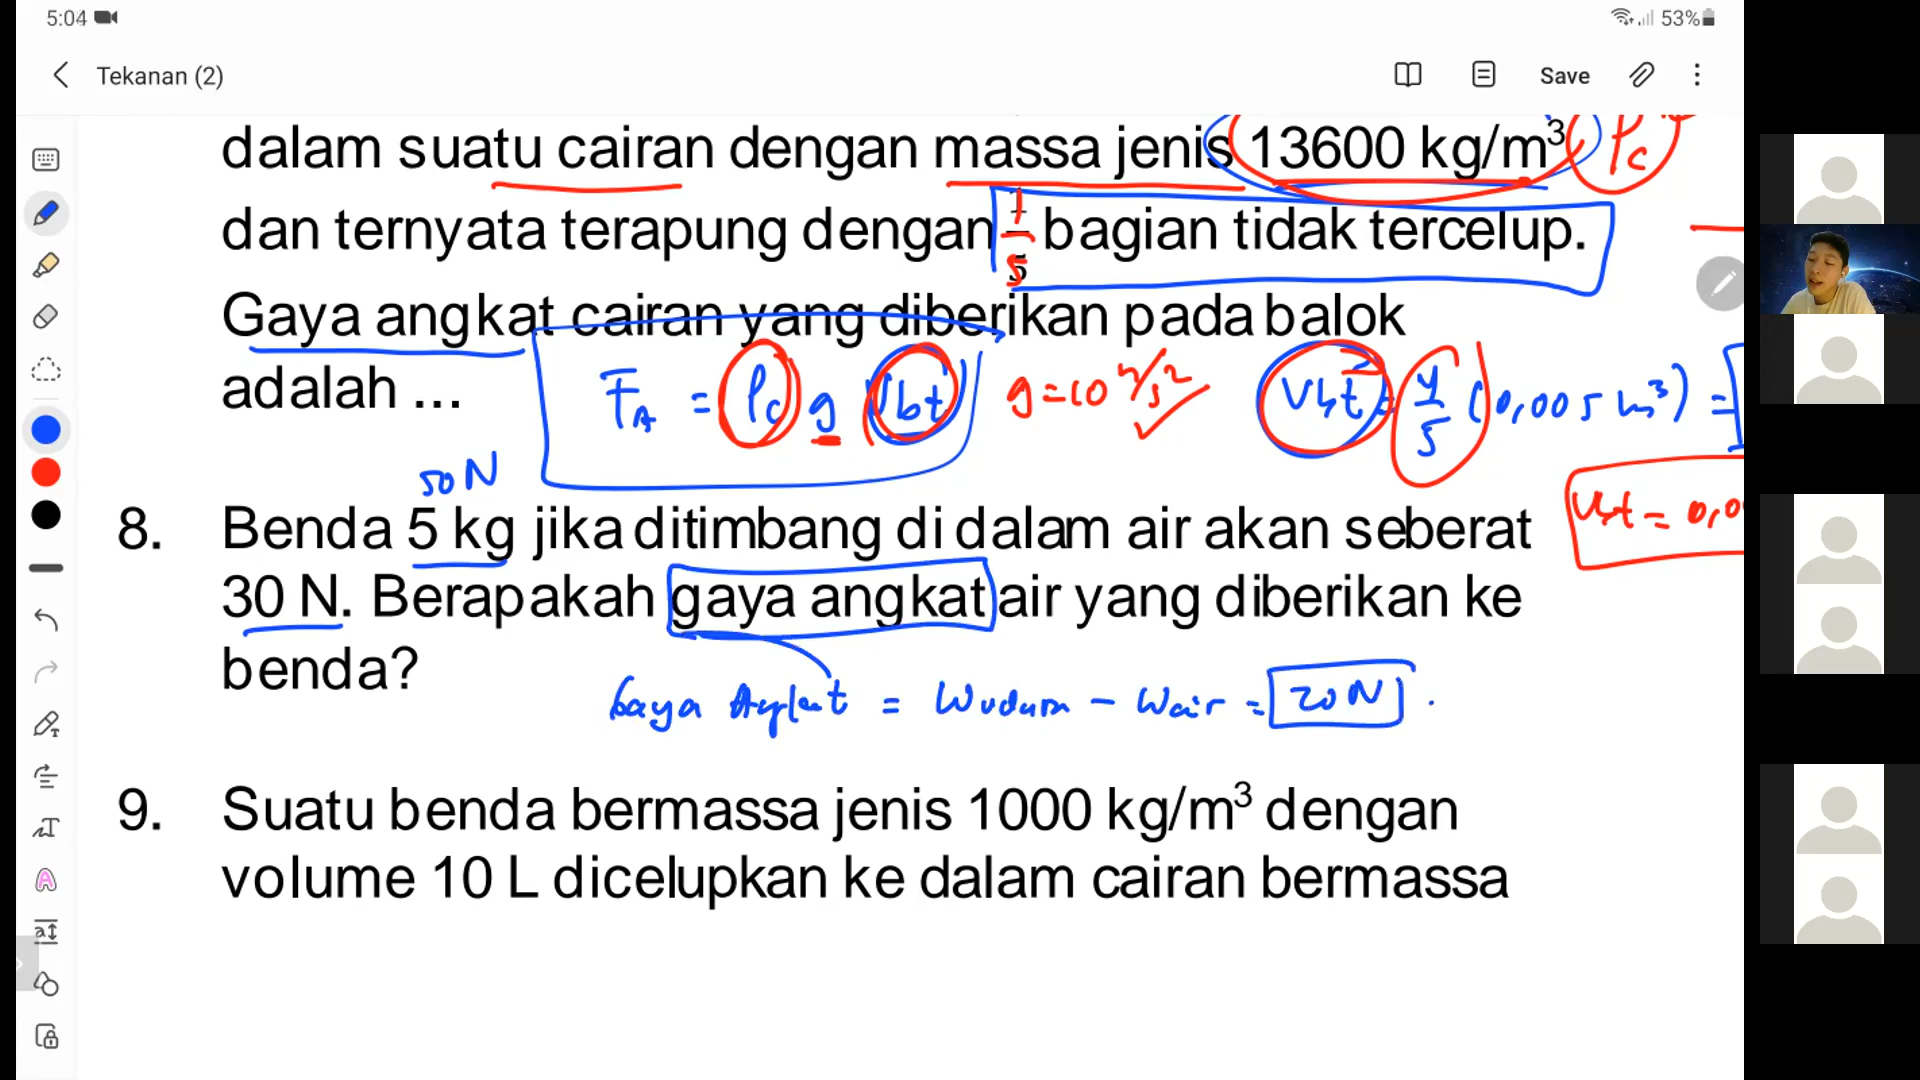 5:04
53%
Tekanan (2)
Save
dalam suatu cairan dengan massa jenis 13600 kg/m³ ρc
dan ternyata terapung dengan 1/5 bagian tidak tercelup.
Gaya angkat cairan yang diberikan pada balok
adalah ...
FA = ρc g Vbt g = 10 m/s² Vbt = 4/5 (0,005 m³) =
50 N
8. Benda 5 kg jika ditimbang di dalam air akan seberat
Vbt = 0,0
30 N. Berapakah gaya angkat air yang diberikan ke
benda?
Gaya Angkat = Wudara - Wair = 20 N.
9. Suatu benda bermassa jenis 1000 kg/m³ dengan
volume 10 L dicelupkan ke dalam cairan bermassa